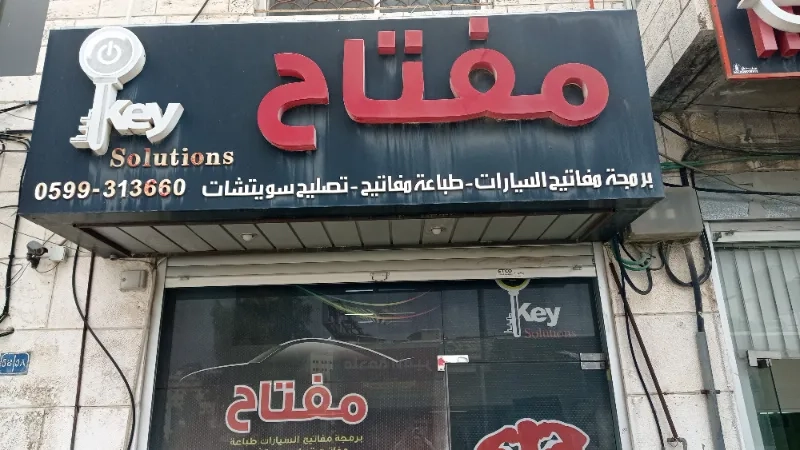 مفتاح
Key
Solutions
برمجة مفاتيح السيارات - طباعة مفاتيح - تصليح سويتشات
0599-313660
Key
Solutions
مفتاح
برمجة مفاتيح السيارات طباعة